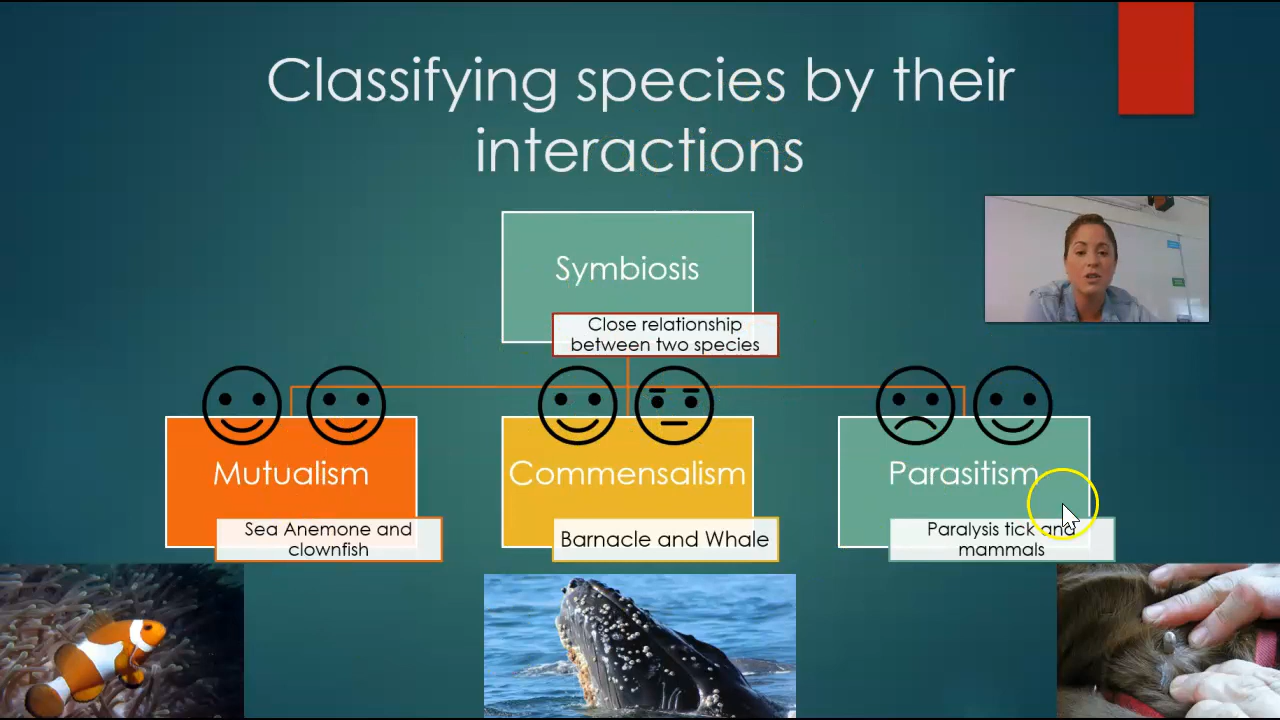 Classifying species by their
interactions
Symbiosis
Close relationship
between two species
Mutualism
Sea Anemone and
clownfish
Commensalism
Barnacle and Whale
Parasitism
Paralysis tick and
mammals